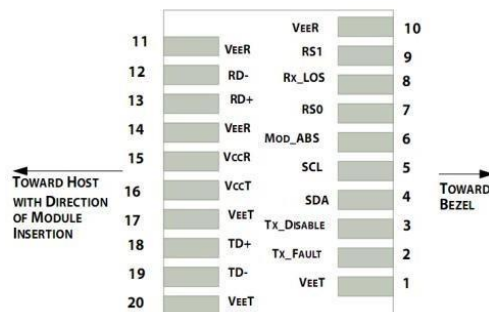 11 VEER
12 RD-
13 RD+
14 VEER
15 VCCR
16 VCCT
17 VEET
18 TD+
19 TD-
20 VEET
TOWARD HOST
WITH DIRECTION
OF MODULE
INSERTION
VEER 10
RS1 9
RX_LOS 8
RS0 7
MOD_ABS 6
SCL 5
SDA 4
TX_DISABLE 3
TX_FAULT 2
VEET 1
TOWARD
BEZEL